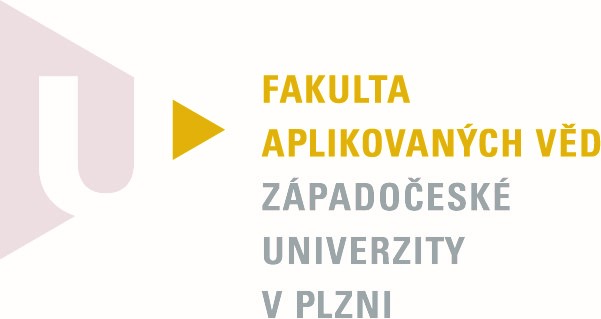 FAKULTA
APLIKOVANÝCH VĚD
ZÁPADOČESKÉ
UNIVERZITY
V PLZNI